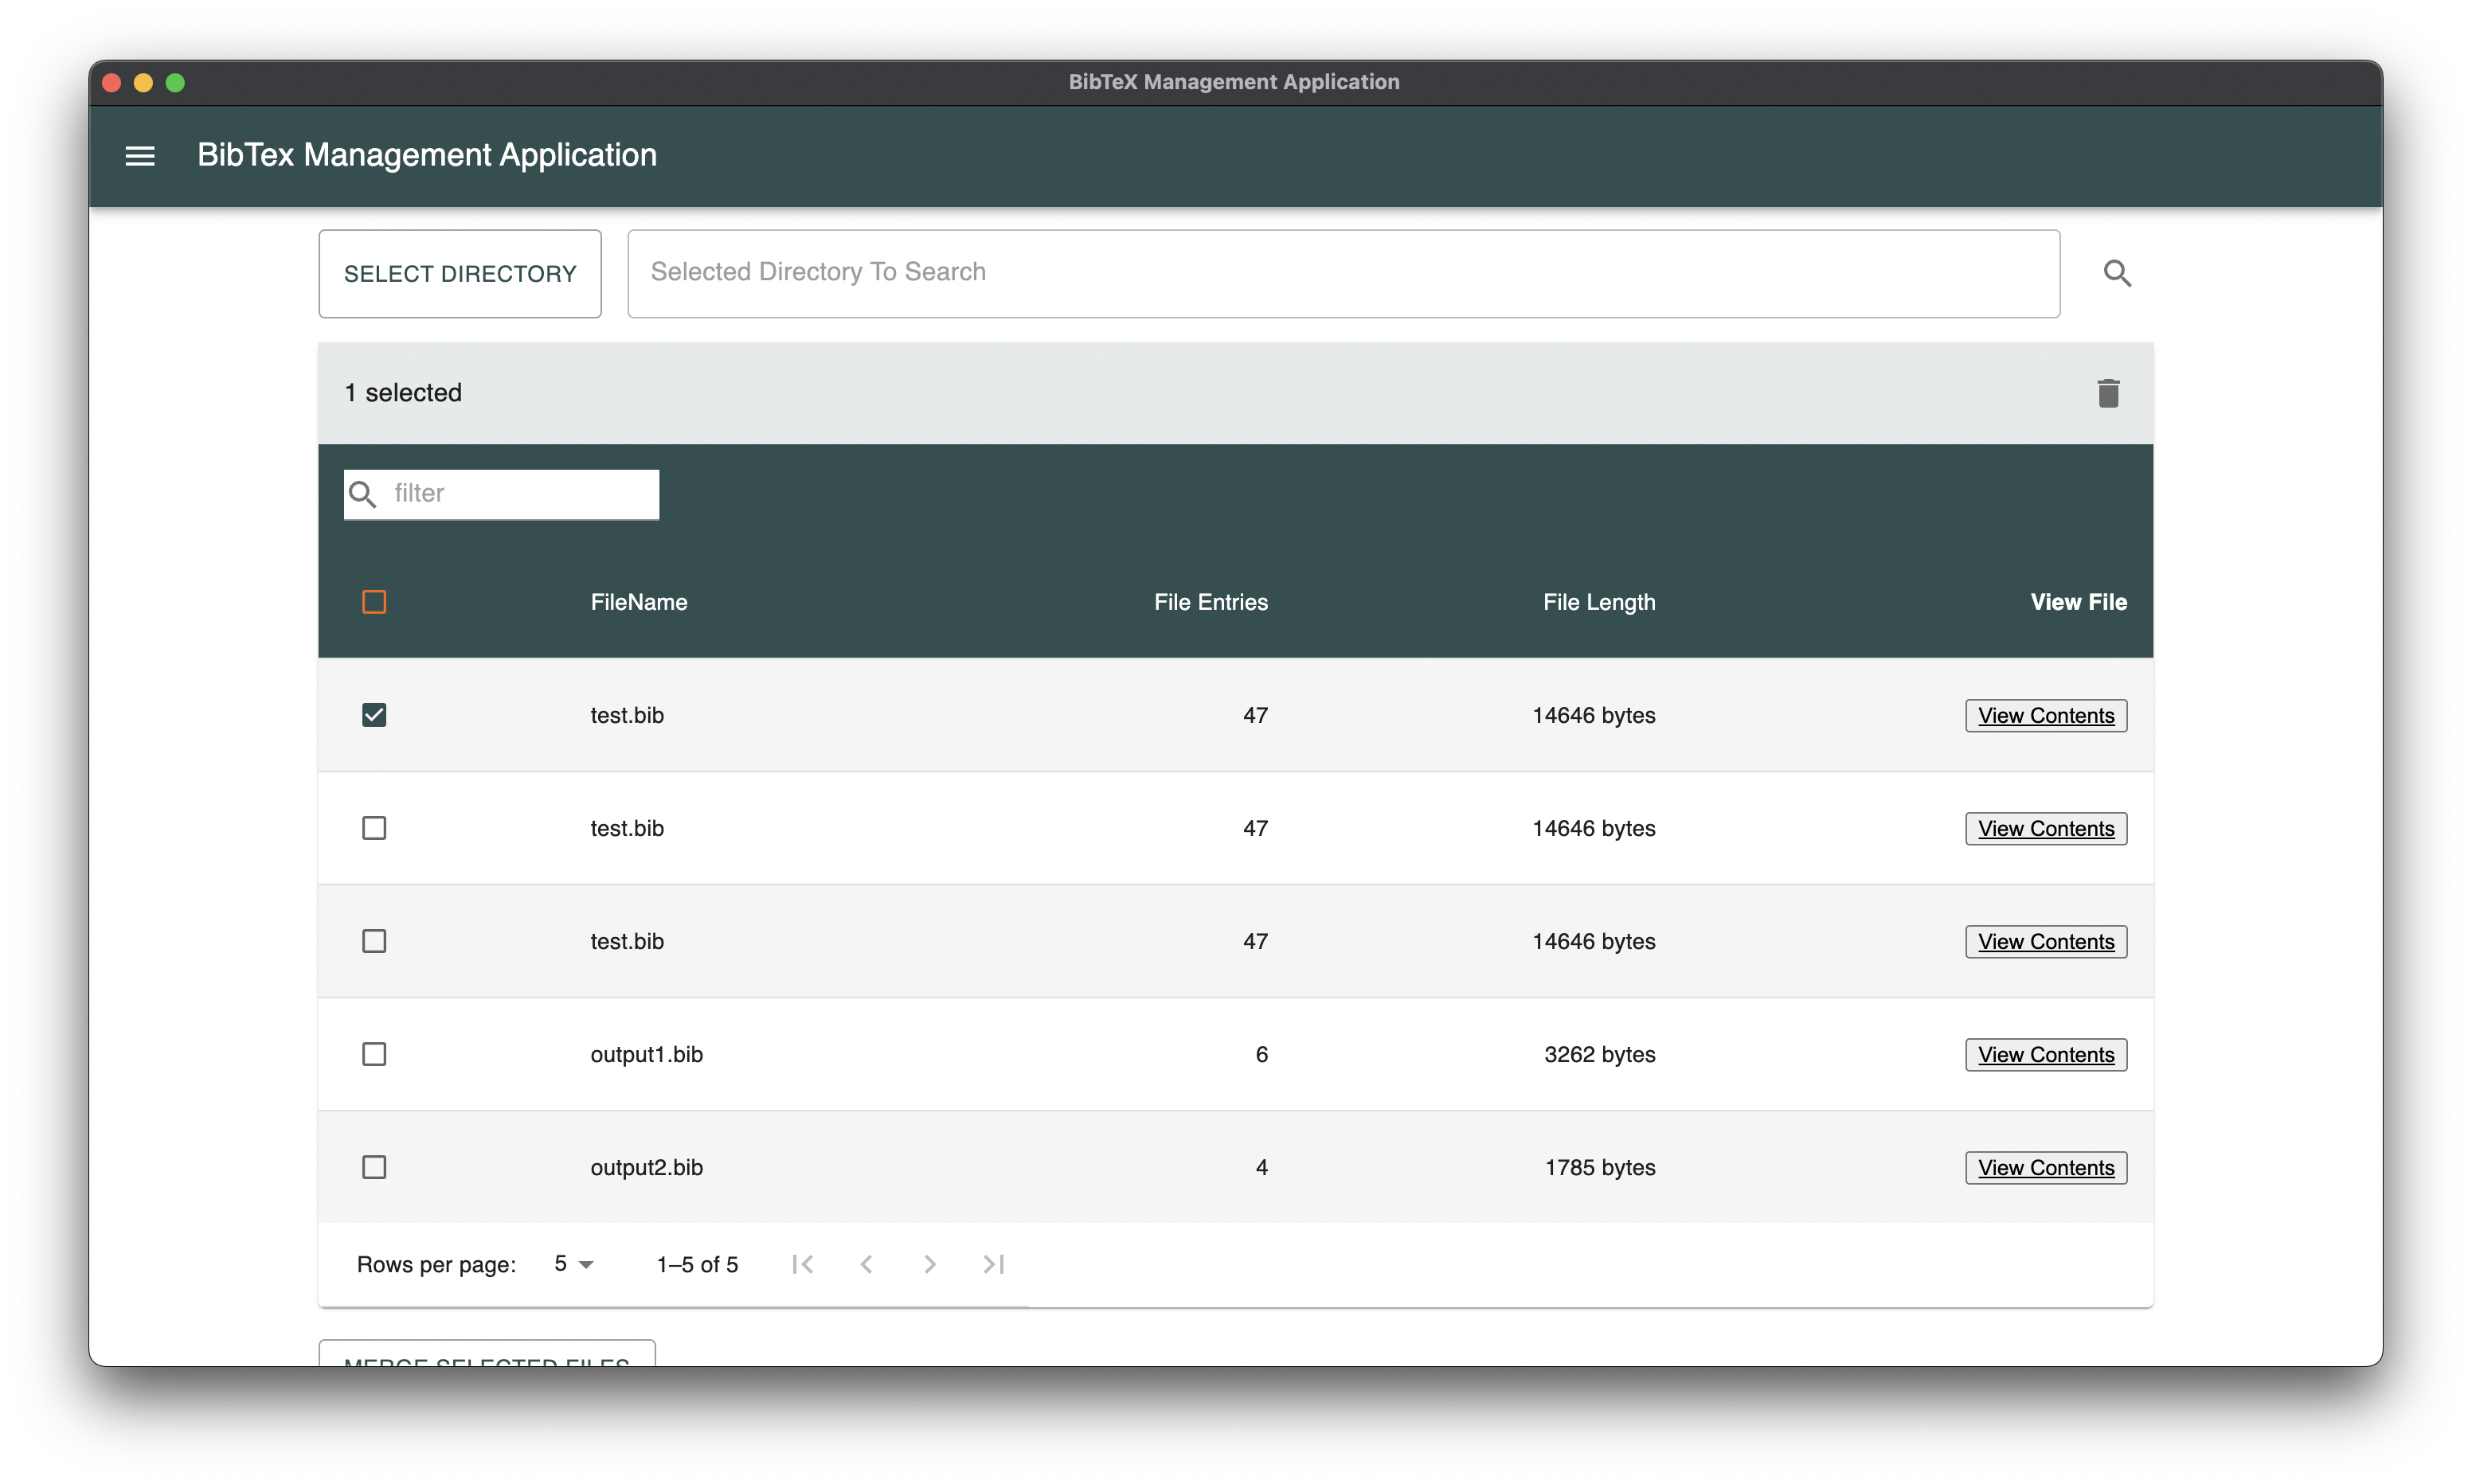 BibTeX Management Application
BibTex Management Application
SELECT DIRECTORY Selected Directory To Search
1 selected
filter
FileName File Entries File Length View File
test.bib 47 14646 bytes View Contents
test.bib 47 14646 bytes View Contents
test.bib 47 14646 bytes View Contents
output1.bib 6 3262 bytes View Contents
output2.bib 4 1785 bytes View Contents
Rows per page: 5 1–5 of 5
MERGE SELECTED FILES